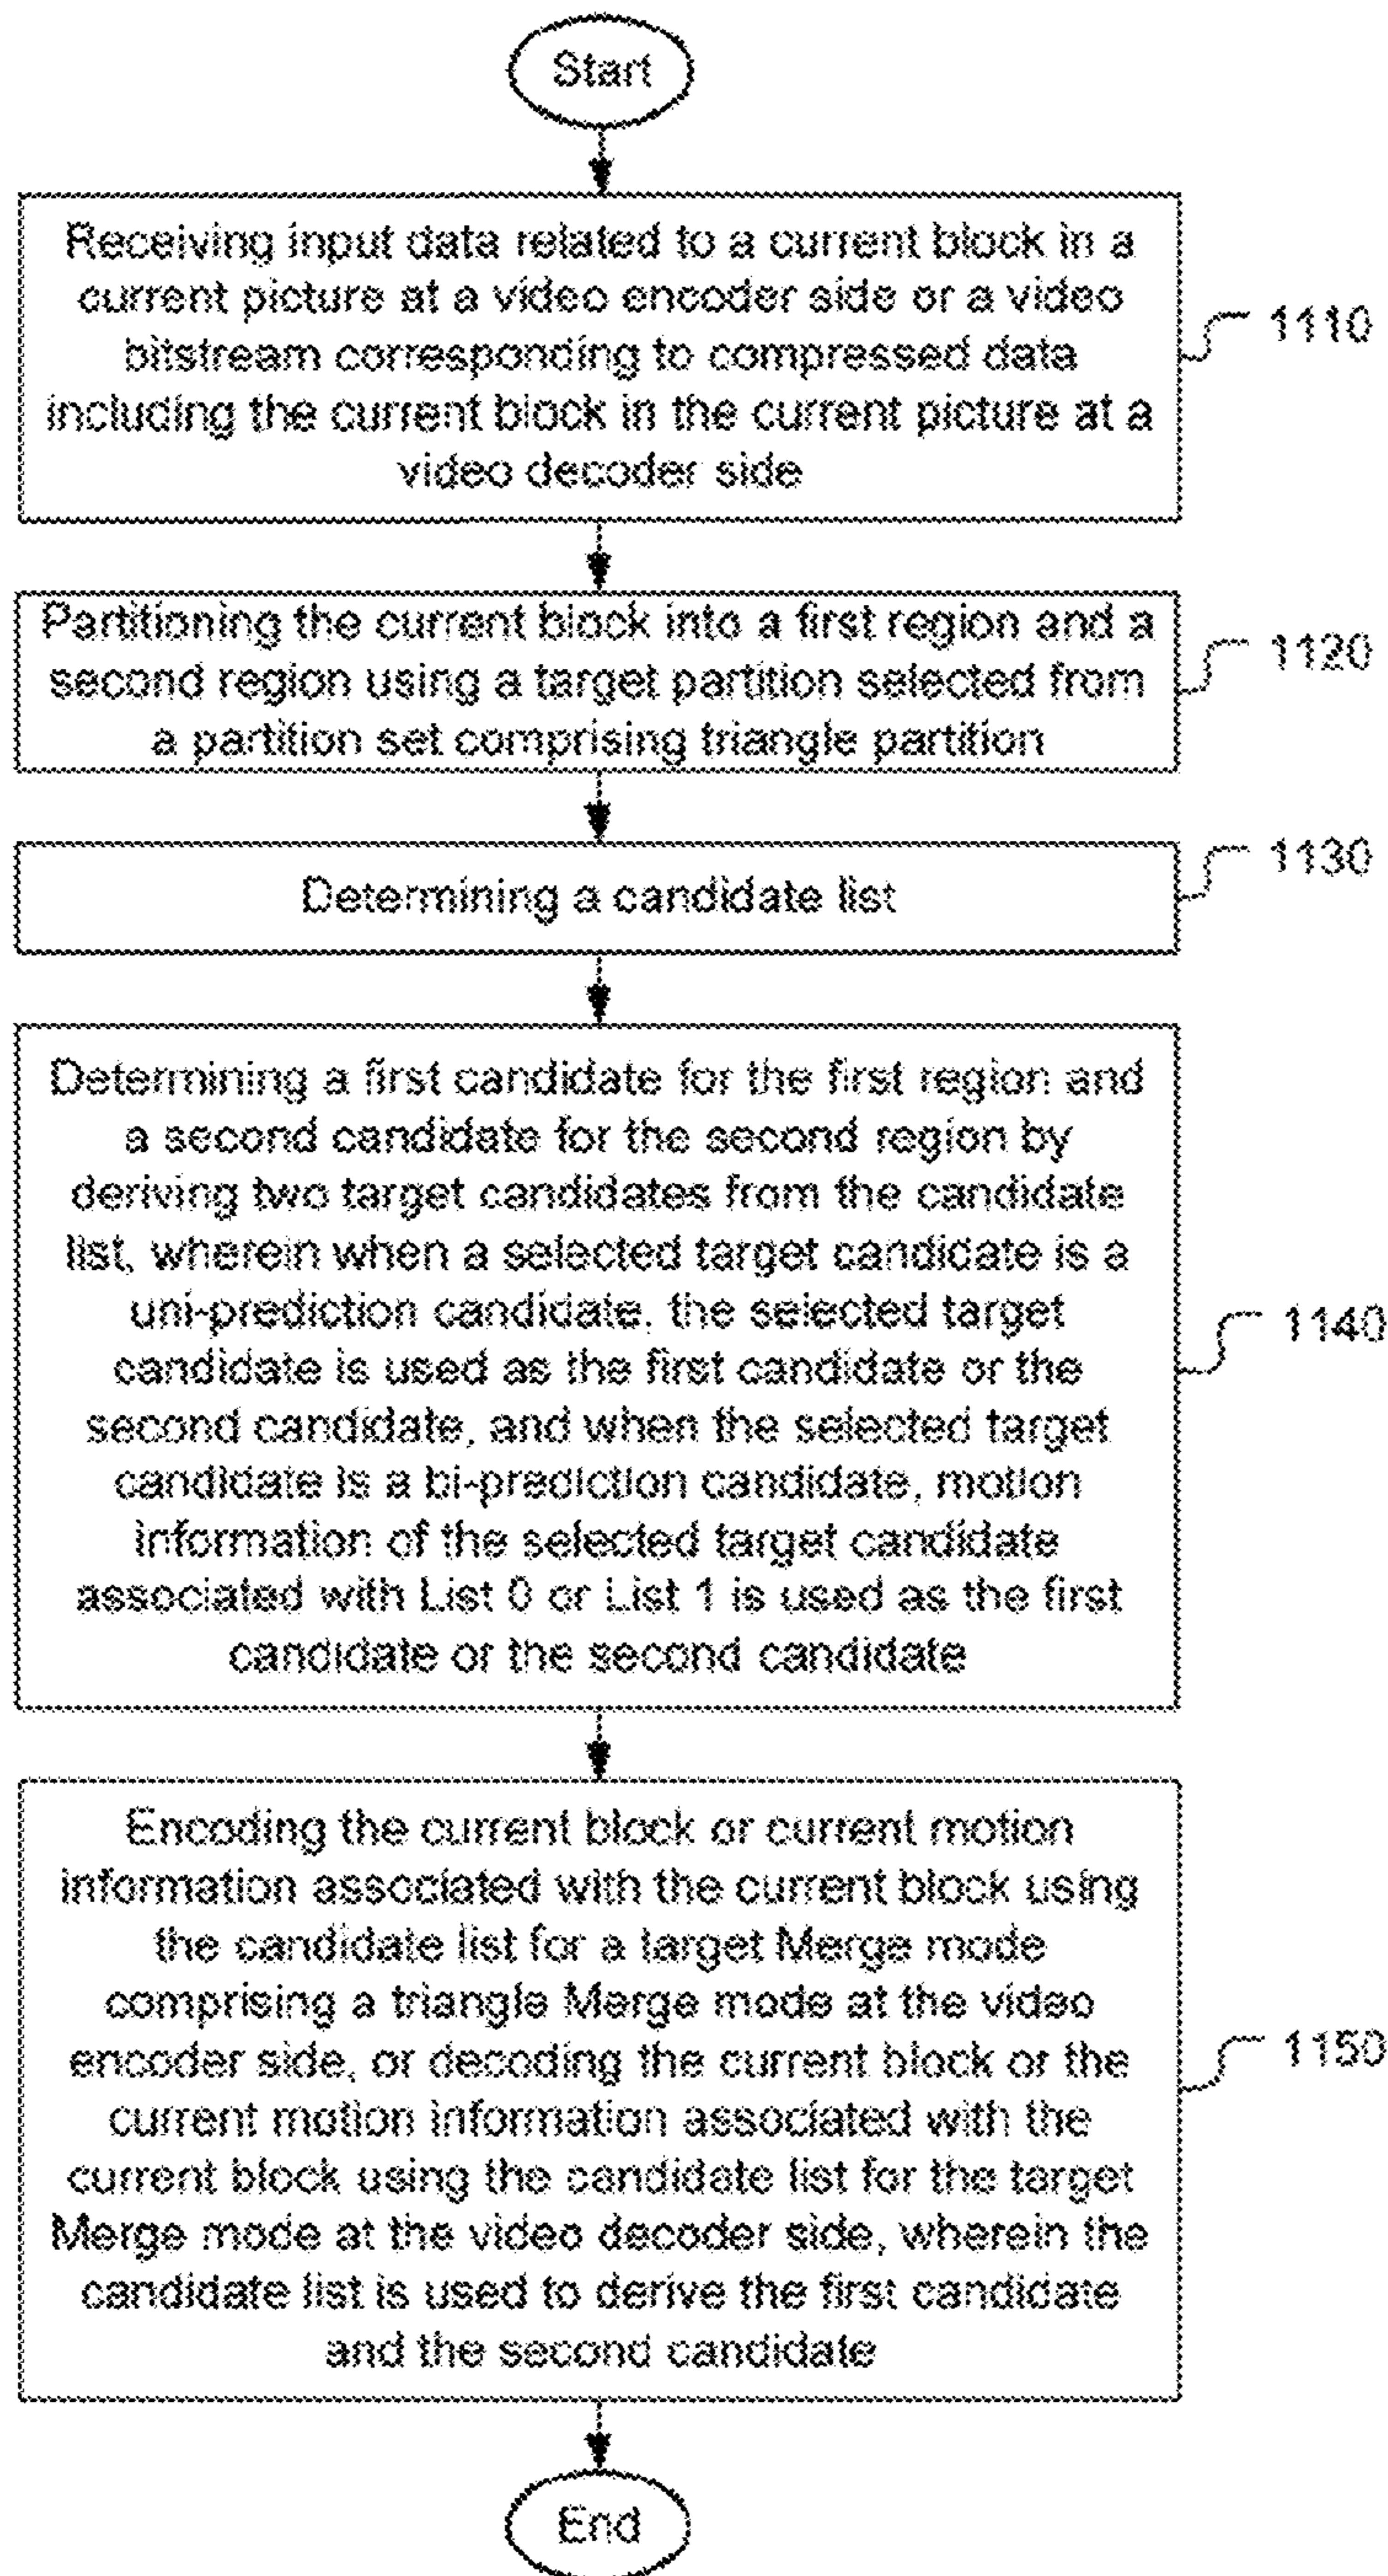 Start
Receiving input data related to a current block in a
current picture at a video encoder side or a video
bitstream corresponding to compressed data
including the current block in the current picture at a
video decoder side
1110
Partitioning the current block into a first region and a
second region using a target partition selected from
a partition set comprising triangle partition
1120
Determining a candidate list
1130
Determining a first candidate for the first region and
a second candidate for the second region by
deriving two target candidates from the candidate
list, wherein when a selected target candidate is a
uni-prediction candidate, the selected target
candidate is used as the first candidate or the
second candidate, and when the selected target
candidate is a bi-prediction candidate, motion
information of the selected target candidate
associated with List 0 or List 1 is used as the first
candidate or the second candidate
1140
Encoding the current block or current motion
information associated with the current block using
the candidate list for a target Merge mode
comprising a triangle Merge mode at the video
encoder side, or decoding the current block or the
current motion information associated with the
current block using the candidate list for the target
Merge mode at the video decoder side, wherein the
candidate list is used to derive the first candidate
and the second candidate
1150
End